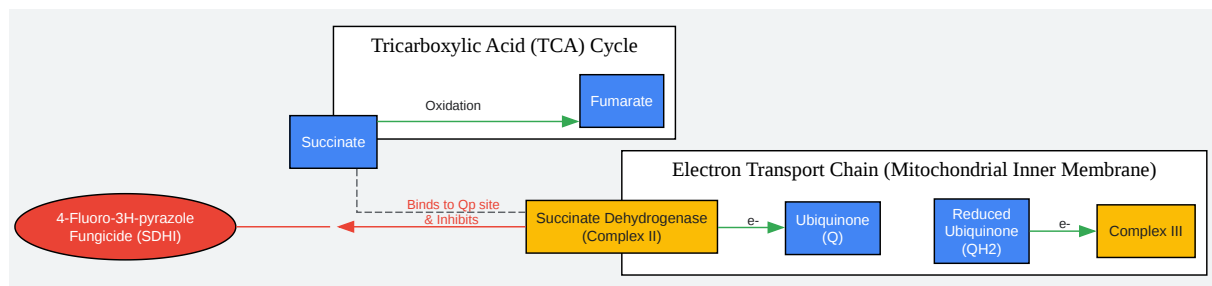 Tricarboxylic Acid (TCA) Cycle
Oxidation
Fumarate
Succinate
Electron Transport Chain (Mitochondrial Inner Membrane)
4-Fluoro-3H-pyrazole
Fungicide (SDHI)
Binds to Qp site
& Inhibits
Succinate Dehydrogenase
(Complex II)
e-
Ubiquinone
(Q)
Reduced
Ubiquinone
(QH2)
e-
Complex III